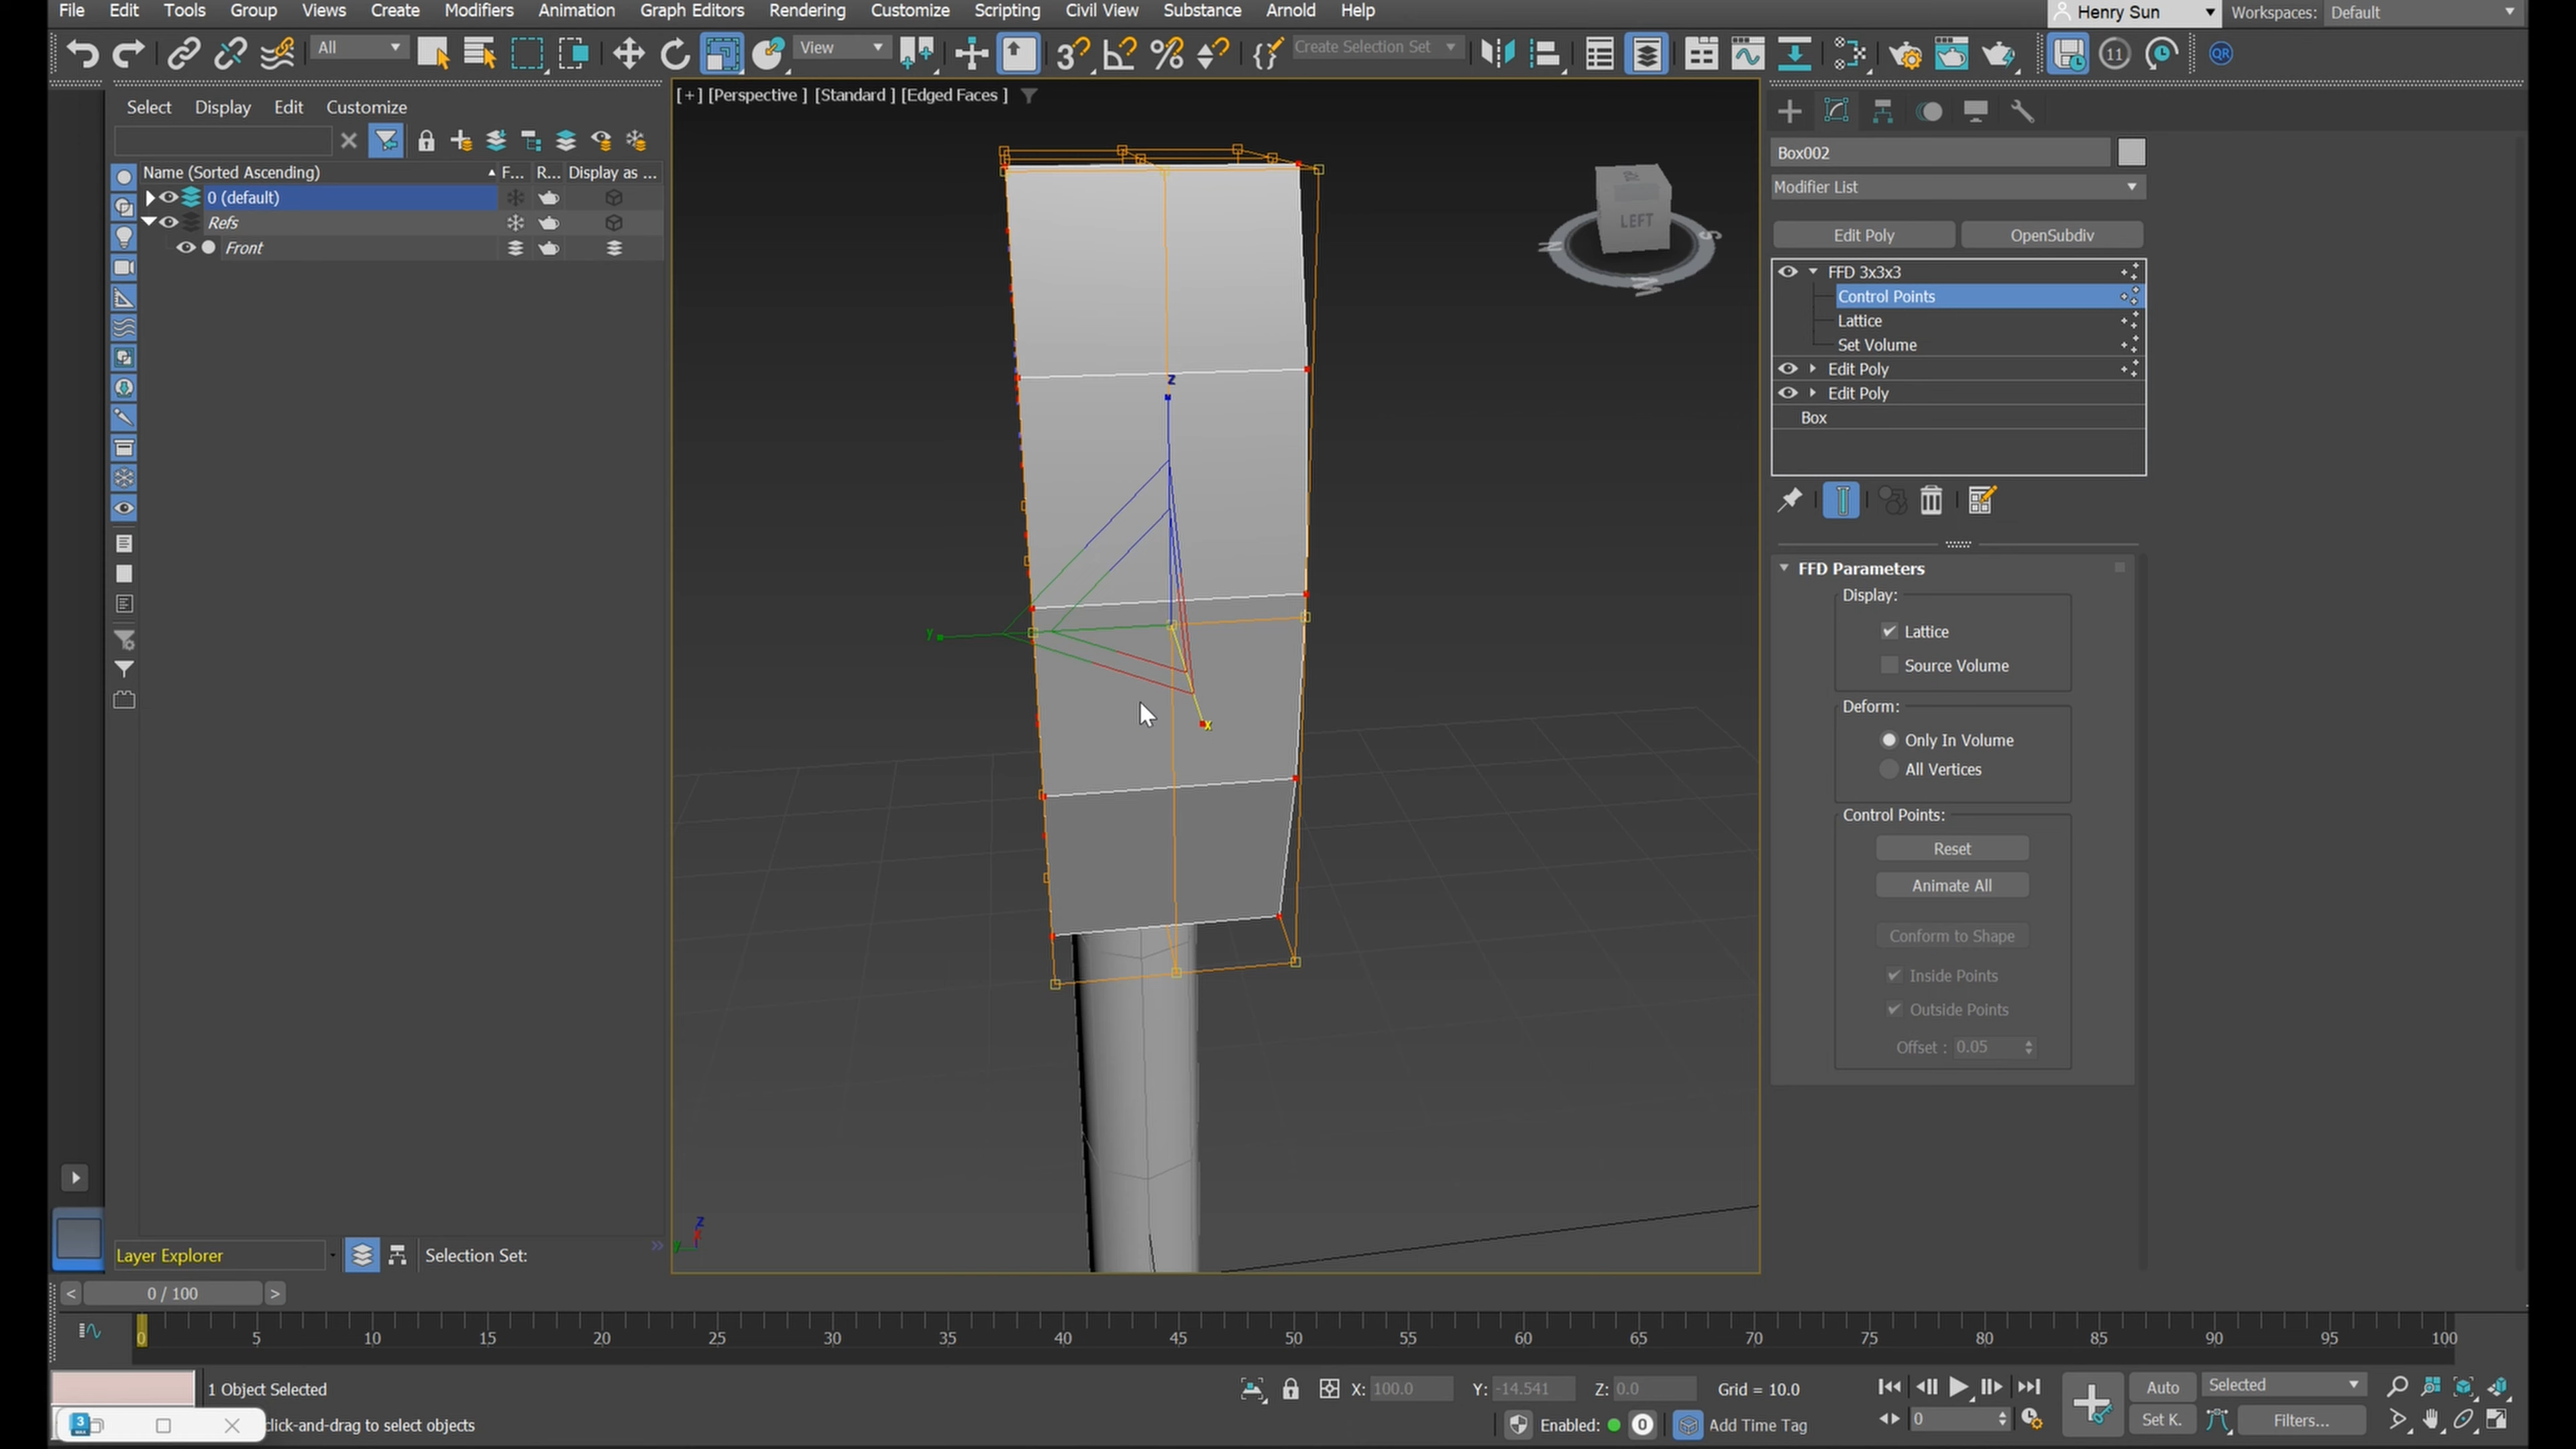 File Edit Tools Group Views Create Modifiers Animation Graph Editors Rendering Customize Scripting Civil View Substance Arnold Help
Henry Sun Workspaces: Default
All View Create Selection Set 11 QR
Select Display Edit Customize
[+] [Perspective] [Standard] [Edged Faces]
Name (Sorted Ascending) F... R... Display as ...
0 (default)
Refs
Front
LEFT
N
S
W
z
y
x
Box002
Modifier List
Edit Poly OpenSubdiv
FFD 3x3x3
Control Points
Lattice
Set Volume
Edit Poly
Edit Poly
Box
FFD Parameters
Display:
Lattice
Source Volume
Deform:
Only In Volume
All Vertices
Control Points:
Reset
Animate All
Conform to Shape
Inside Points
Outside Points
Offset : 0.05
z
Layer Explorer Selection Set:
< 0 / 100 >
0 5 10 15 20 25 30 35 40 45 50 55 60 65 70 75 80 85 90 95 100
1 Object Selected X: 100.0 Y: -14.541 Z: 0.0 Grid = 10.0 Auto Selected
click-and-drag to select objects Enabled: 0 Add Time Tag 0 Set K. Filters...